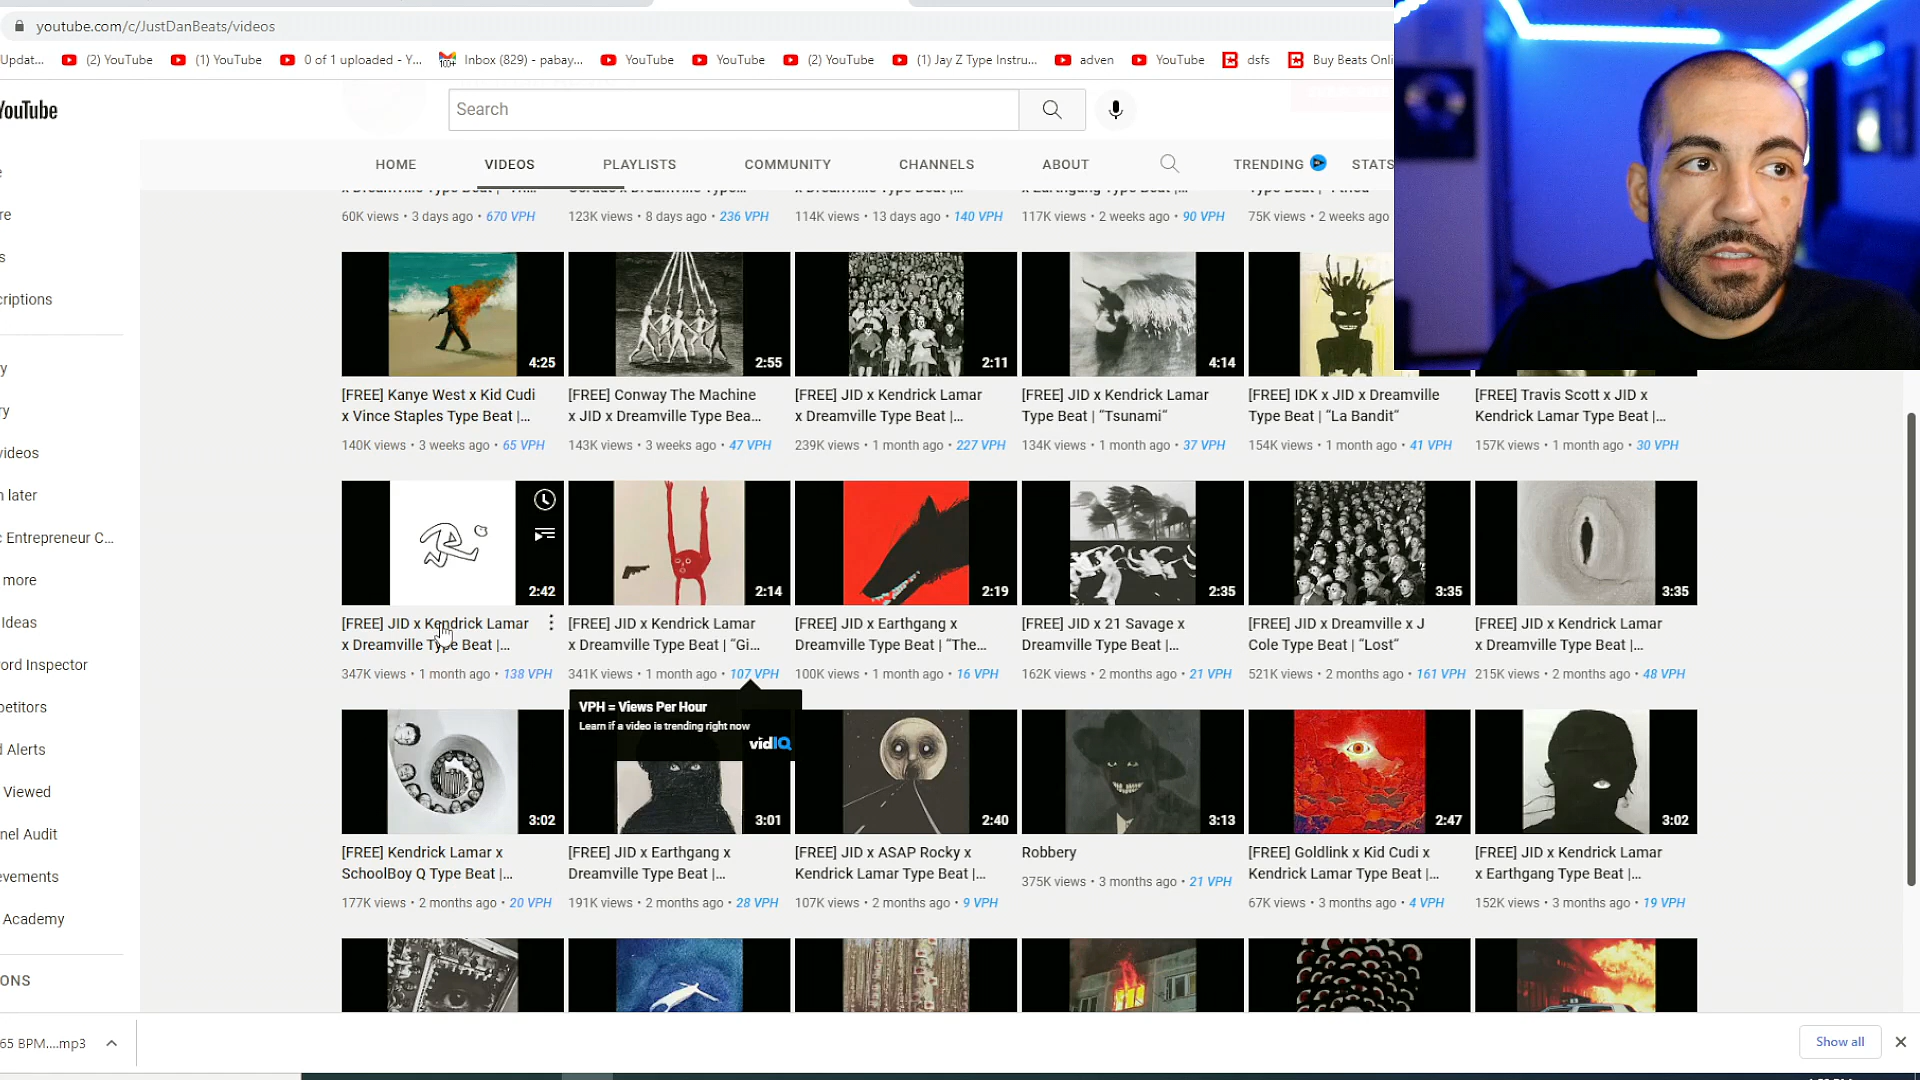 youtube.com/c/JustDanBeats/videos
Updat... (2) YouTube (1) YouTube 0 of 1 uploaded - Y... Inbox (829) - pabay... YouTube YouTube (2) YouTube (1) Jay Z Type Instru... adven YouTube dsfs Buy Beats Onli
YouTube Search
HOME VIDEOS PLAYLISTS COMMUNITY CHANNELS ABOUT TRENDING STATS
60K views • 3 days ago • 670 VPH 123K views • 8 days ago • 236 VPH 114K views • 13 days ago • 140 VPH 117K views • 2 weeks ago • 90 VPH 75K views • 2 weeks ago
4:25 2:55 2:11 4:14
[FREE] Kanye West x Kid Cudi [FREE] Conway The Machine [FREE] JID x Kendrick Lamar [FREE] JID x Kendrick Lamar [FREE] IDK x JID x Dreamville [FREE] Travis Scott x JID x
x Vince Staples Type Beat |... x JID x Dreamville Type Bea... x Dreamville Type Beat |... Type Beat | “Tsunami“ Type Beat | “La Bandit“ Kendrick Lamar Type Beat |...
140K views • 3 weeks ago • 65 VPH 143K views • 3 weeks ago • 47 VPH 239K views • 1 month ago • 227 VPH 134K views • 1 month ago • 37 VPH 154K views • 1 month ago • 41 VPH 157K views • 1 month ago • 30 VPH
2:42 2:14 2:19 2:35 3:35 3:35
[FREE] JID x Kendrick Lamar [FREE] JID x Kendrick Lamar [FREE] JID x Earthgang x [FREE] JID x 21 Savage x [FREE] JID x Dreamville x J [FREE] JID x Kendrick Lamar
x Dreamville Type Beat |... x Dreamville Type Beat | “Gi... Dreamville Type Beat | “The... Dreamville Type Beat |... Cole Type Beat | “Lost“ x Dreamville Type Beat |...
347K views • 1 month ago • 138 VPH 341K views • 1 month ago • 107 VPH 100K views • 1 month ago • 16 VPH 162K views • 2 months ago • 21 VPH 521K views • 2 months ago • 161 VPH 215K views • 2 months ago • 48 VPH
VPH = Views Per Hour
Learn if a video is trending right now
vidIQ
3:02 3:01 2:40 3:13 2:47 3:02
[FREE] Kendrick Lamar x [FREE] JID x Earthgang x [FREE] JID x ASAP Rocky x Robbery [FREE] Goldlink x Kid Cudi x [FREE] JID x Kendrick Lamar
SchoolBoy Q Type Beat |... Dreamville Type Beat |... Kendrick Lamar Type Beat |... Kendrick Lamar Type Beat |... x Earthgang Type Beat |...
375K views • 3 months ago • 21 VPH
177K views • 2 months ago • 20 VPH 191K views • 2 months ago • 28 VPH 107K views • 2 months ago • 9 VPH 67K views • 3 months ago • 4 VPH 152K views • 3 months ago • 19 VPH
re
s
criptions
y
ry
videos
n later
c Entrepreneur C...
more
Ideas
ord Inspector
petitors
d Alerts
Viewed
nel Audit
evements
Academy
ONS
65 BPM....mp3 Show all